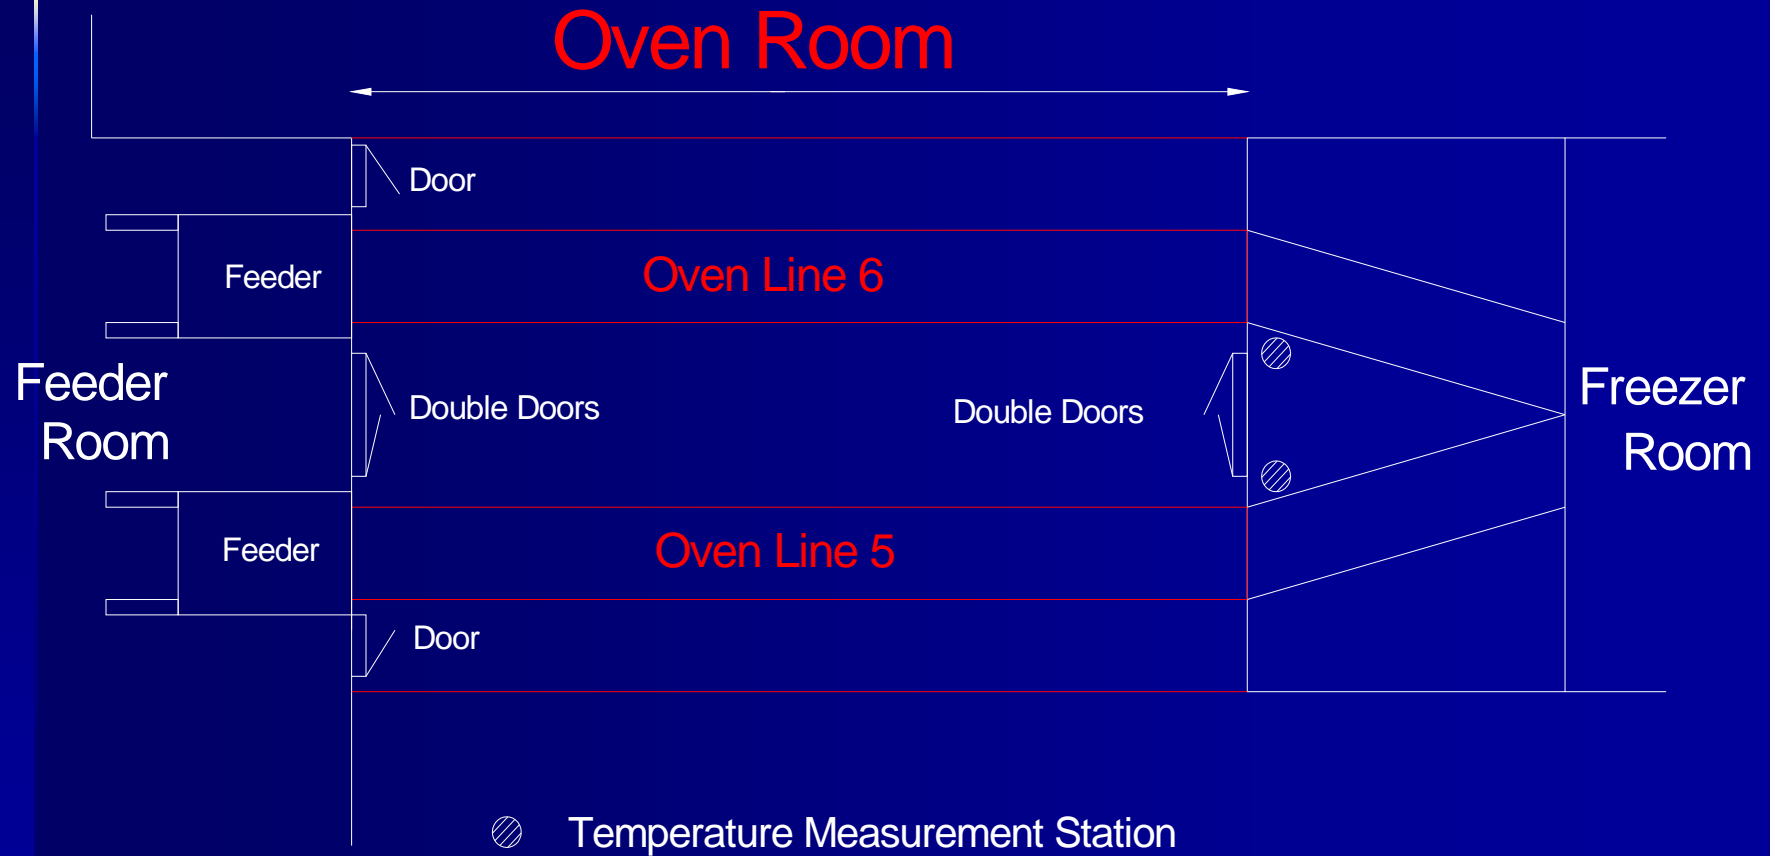 Oven Room
Door
Feeder
Oven Line 6
Feeder
Room
Double Doors
Double Doors
Freezer
Room
Feeder
Oven Line 5
Door
Temperature Measurement Station